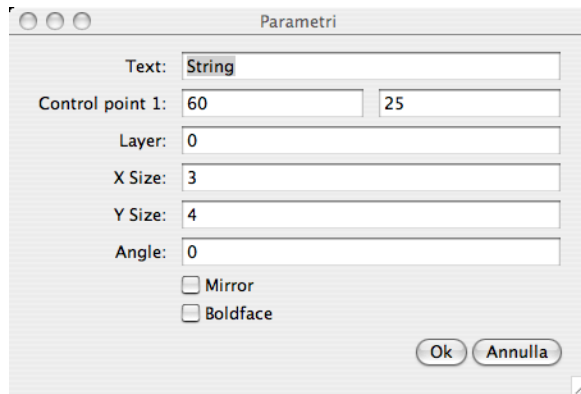 Parametri
Text: String
Control point 1: 60 25
Layer: 0
X Size: 3
Y Size: 4
Angle: 0
Mirror
Boldface
Ok Annulla